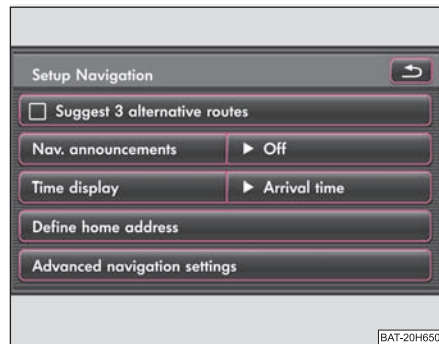 Setup Navigation
Suggest 3 alternative routes
Nav. announcements ▶ Off
Time display ▶ Arrival time
Define home address
Advanced navigation settings
BAT-20H650